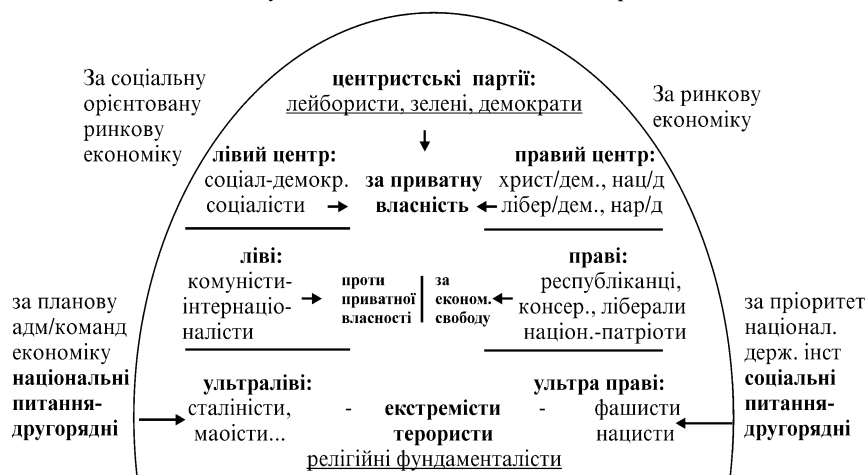 центристські партії:
лейбористи, зелені, демократи
За соціальну
орієнтовану
ринкову
економіку
За ринкову
економіку
лівий центр:
соціал-демокр.
соціалісти
за приватну
власність
правий центр:
христ/дем., нац/д
лібер/дем., нар/д
ліві:
комуністи-
інтернаціо-
налісти
проти
приватної
власності
за
економ.
свободу
праві:
республіканці,
консер., ліберали
націон.-патріоти
за планову
адм/команд
економіку
національні
питання-
другорядні
за пріоритет
націонал.
держ. інст
соціальні
питання-
другорядні
ультраліві:
сталіністи,
маоісти...
- екстремісти -
терористи
ультра праві:
фашисти
нацисти
релігійні фундаменталісти